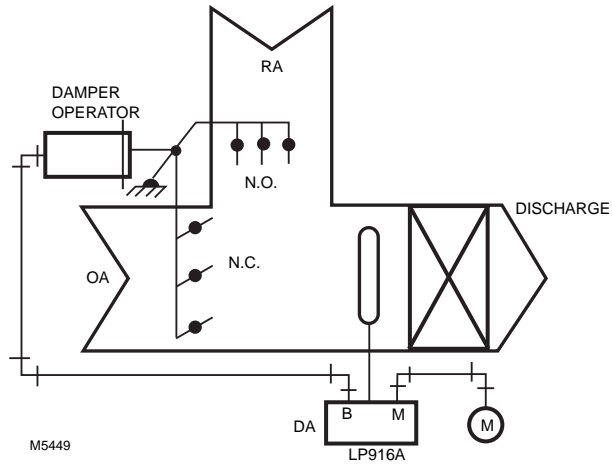 RA
DAMPER
OPERATOR
N.O.
DISCHARGE
OA
N.C.
B
M
DA
M
LP916A
M5449